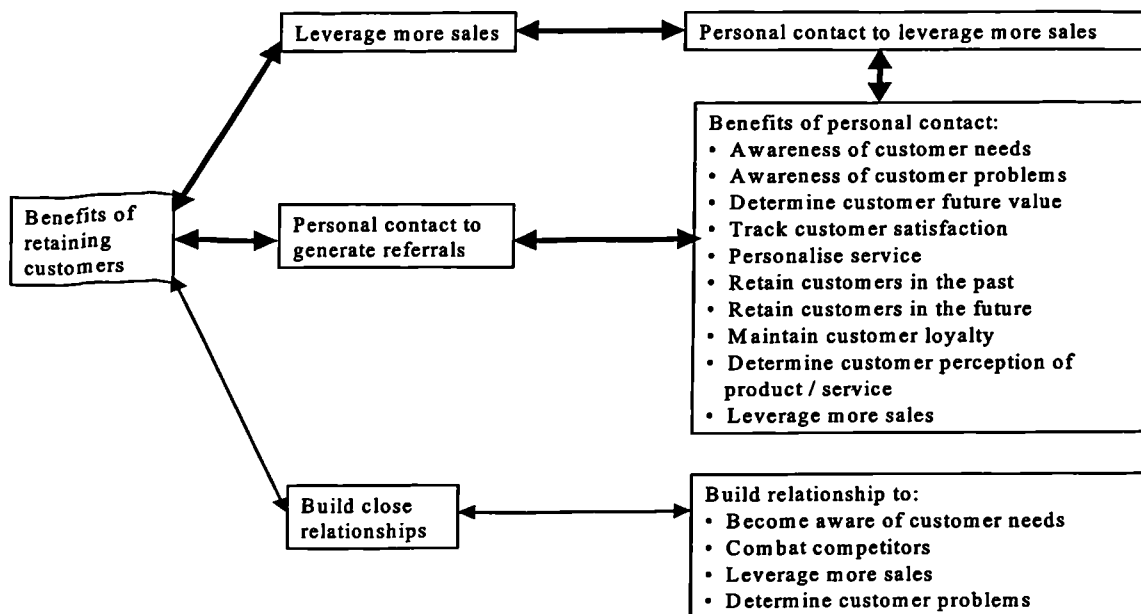 Leverage more sales
Personal contact to leverage more sales
Benefits of
retaining
customers
Personal contact to
generate referrals
Benefits of personal contact:
• Awareness of customer needs
• Awareness of customer problems
• Determine customer future value
• Track customer satisfaction
• Personalise service
• Retain customers in the past
• Retain customers in the future
• Maintain customer loyalty
• Determine customer perception of
product / service
• Leverage more sales
Build close
relationships
Build relationship to:
• Become aware of customer needs
• Combat competitors
• Leverage more sales
• Determine customer problems